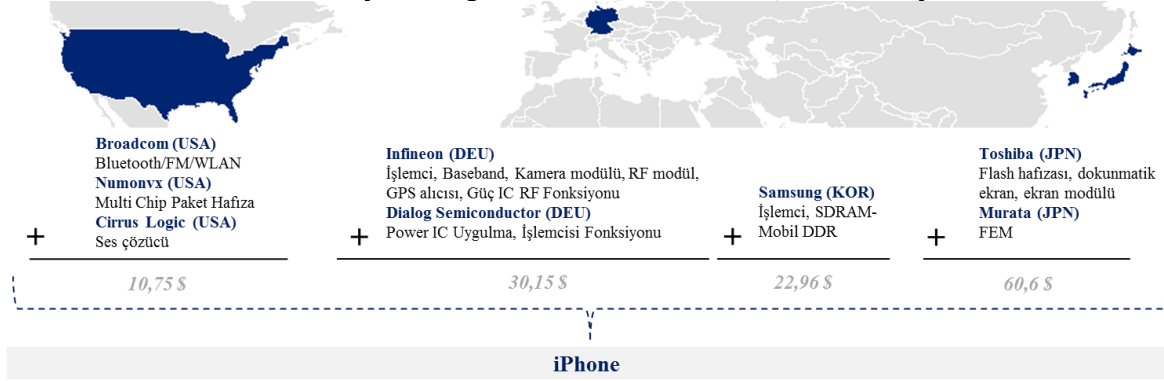 Broadcom (USA)
Bluetooth/FM/WLAN
Numonvx (USA)
Multi Chip Paket Hafıza
Cirrus Logic (USA)
Ses çözücü
+
10,75 $
Infineon (DEU)
İşlemci, Baseband, Kamera modülü, RF modül,
GPS alıcısı, Güç IC RF Fonksiyonu
Dialog Semiconductor (DEU)
Power IC Uygulma, İşlemcisi Fonksiyonu
+
30,15 $
Samsung (KOR)
İşlemci, SDRAM-
Mobil DDR
+
22,96 $
Toshiba (JPN)
Flash hafızası, dokunmatik
ekran, ekran modülü
Murata (JPN)
FEM
+
60,6 $
iPhone